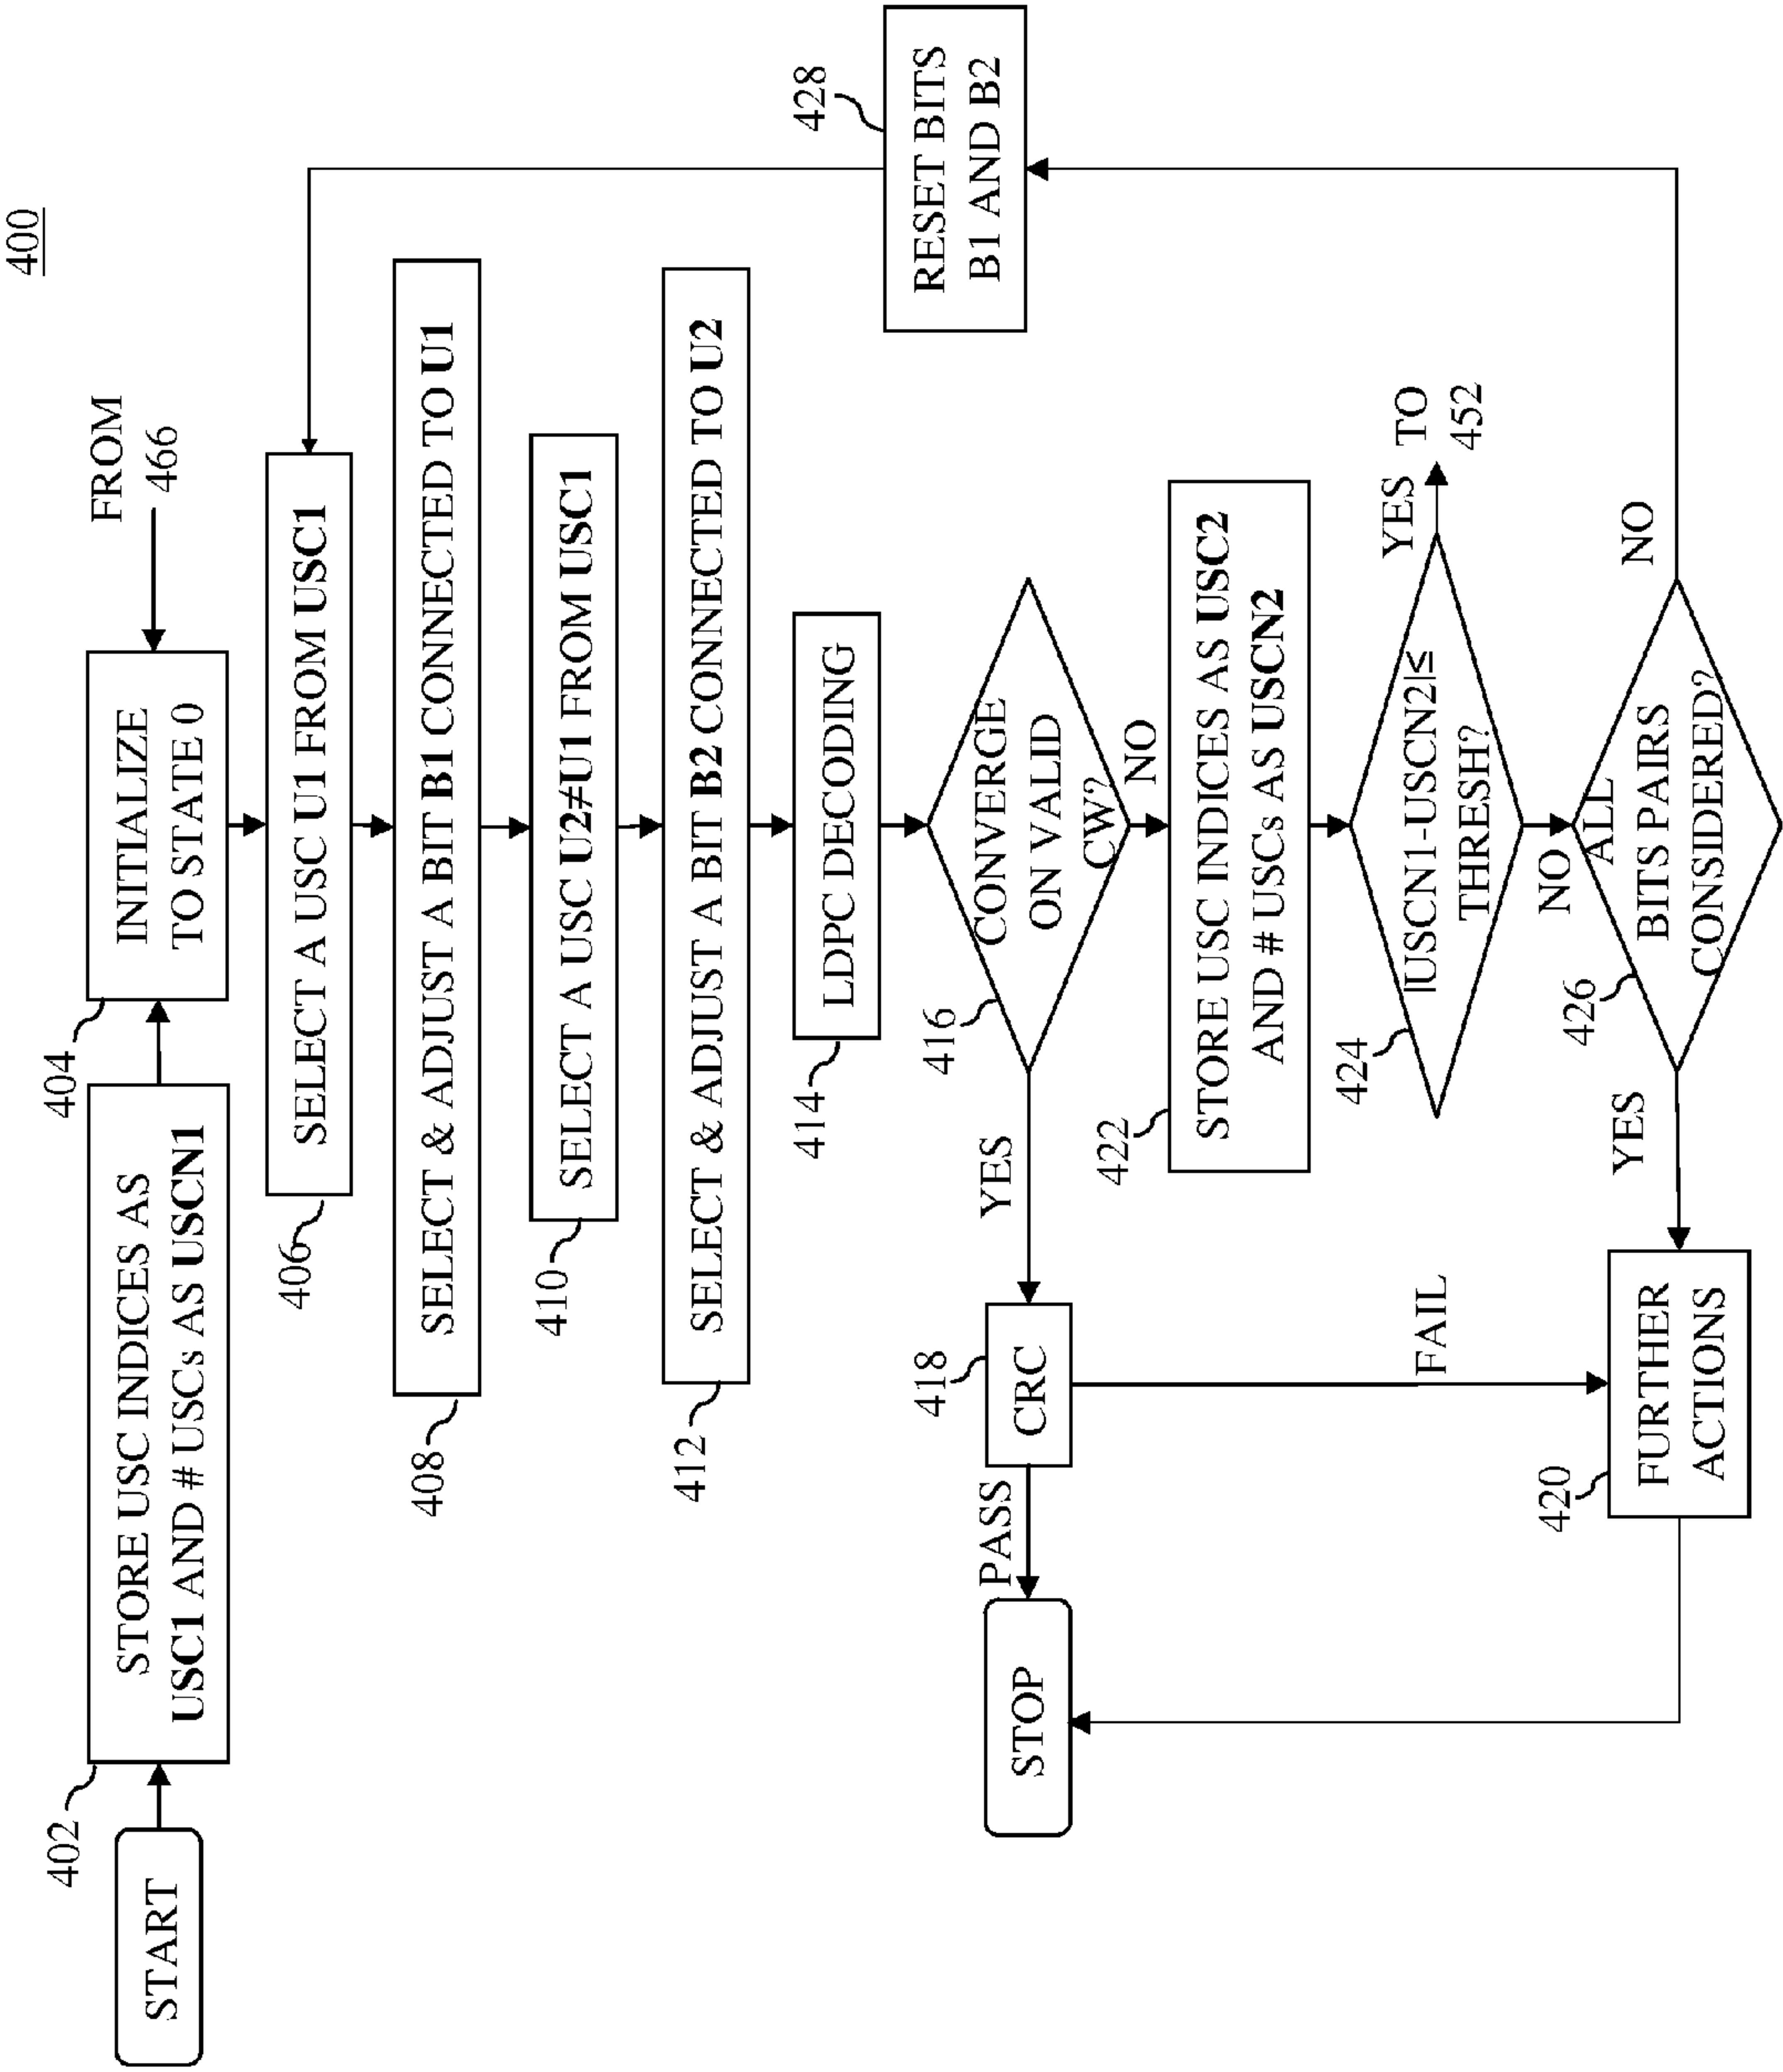 400
START
402
STORE USC INDICES AS
USC1 AND # USCs AS USCN1
404
INITIALIZE
TO STATE 0
FROM
466
406
SELECT A USC U1 FROM USC1
408
SELECT & ADJUST A BIT B1 CONNECTED TO U1
410
SELECT A USC U2≠U1 FROM USC1
412
SELECT & ADJUST A BIT B2 CONNECTED TO U2
414
LDPC DECODING
416
CONVERGE
ON VALID
CW?
YES
NO
418
CRC
PASS
STOP
FAIL
422
STORE USC INDICES AS USC2
AND # USCs AS USCN2
424
|USCN1-USCN2|≤
THRESH?
YES
TO
452
NO
426
ALL
BITS PAIRS
CONSIDERED?
YES
NO
420
FURTHER
ACTIONS
428
RESET BITS
B1 AND B2